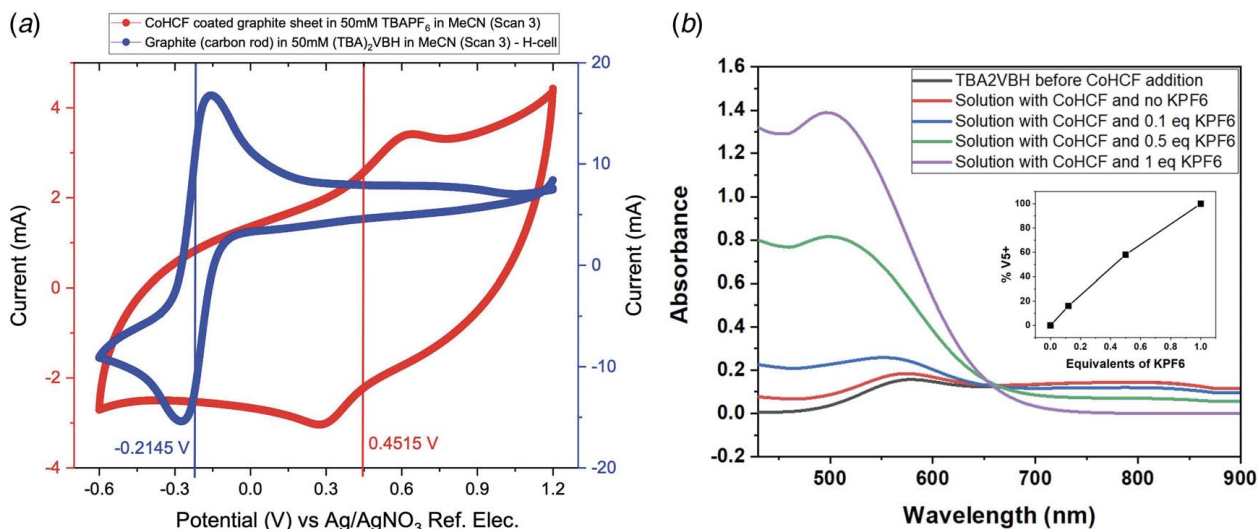 (a)
CoHCF coated graphite sheet in 50mM TBAPF6 in MeCN (Scan 3)
Graphite (carbon rod) in 50mM (TBA)2VBH in MeCN (Scan 3) - H-cell
Current (mA)
4
2
0
-2
-4
20
10
0
-10
-20
Current (mA)
-0.2145 V
0.4515 V
-0.6
-0.3
0.0
0.3
0.6
0.9
1.2
Potential (V) vs Ag/AgNO3 Ref. Elec.
(b)
Absorbance
1.6
1.4
1.2
1.0
0.8
0.6
0.4
0.2
0.0
-0.2
TBA2VBH before CoHCF addition
Solution with CoHCF and no KPF6
Solution with CoHCF and 0.1 eq KPF6
Solution with CoHCF and 0.5 eq KPF6
Solution with CoHCF and 1 eq KPF6
% V5+
100
80
60
40
20
0
0.0
0.2
0.4
0.6
0.8
1.0
Equivalents of KPF6
500
600
700
800
900
Wavelength (nm)